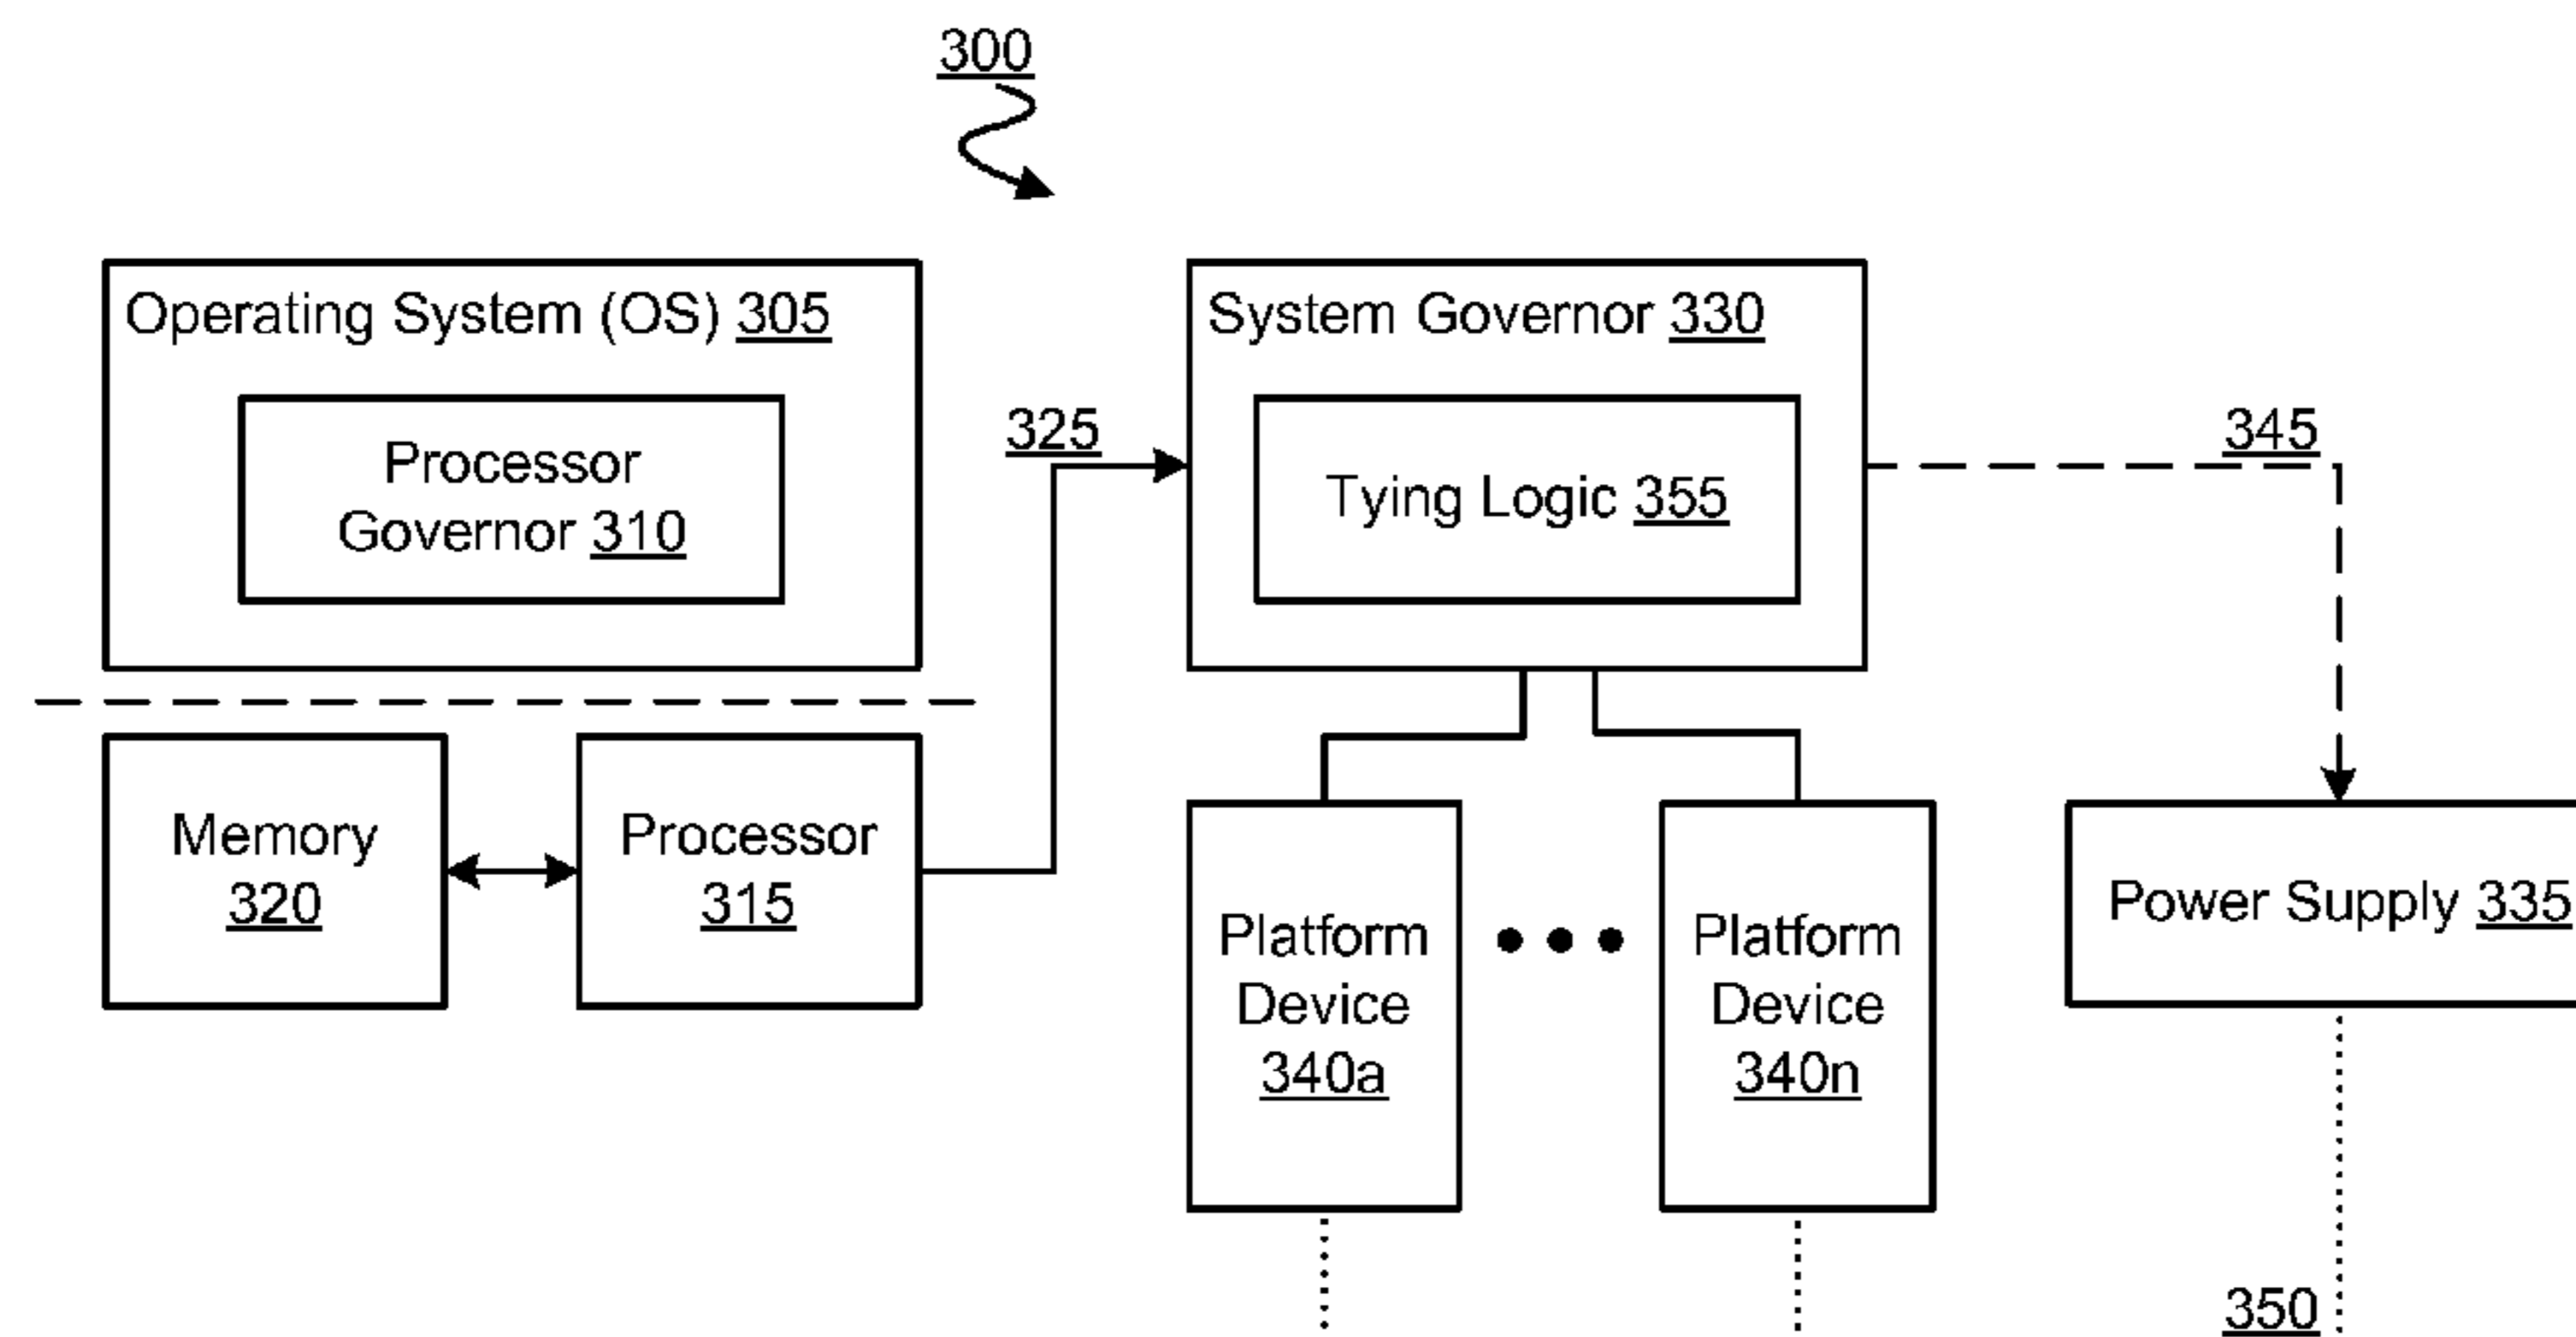 300
Operating System (OS) 305
Processor
Governor 310
325
System Governor 330
Tying Logic 355
345
Memory
320
Processor
315
Platform
Device
340a
Platform
Device
340n
Power Supply 335
350